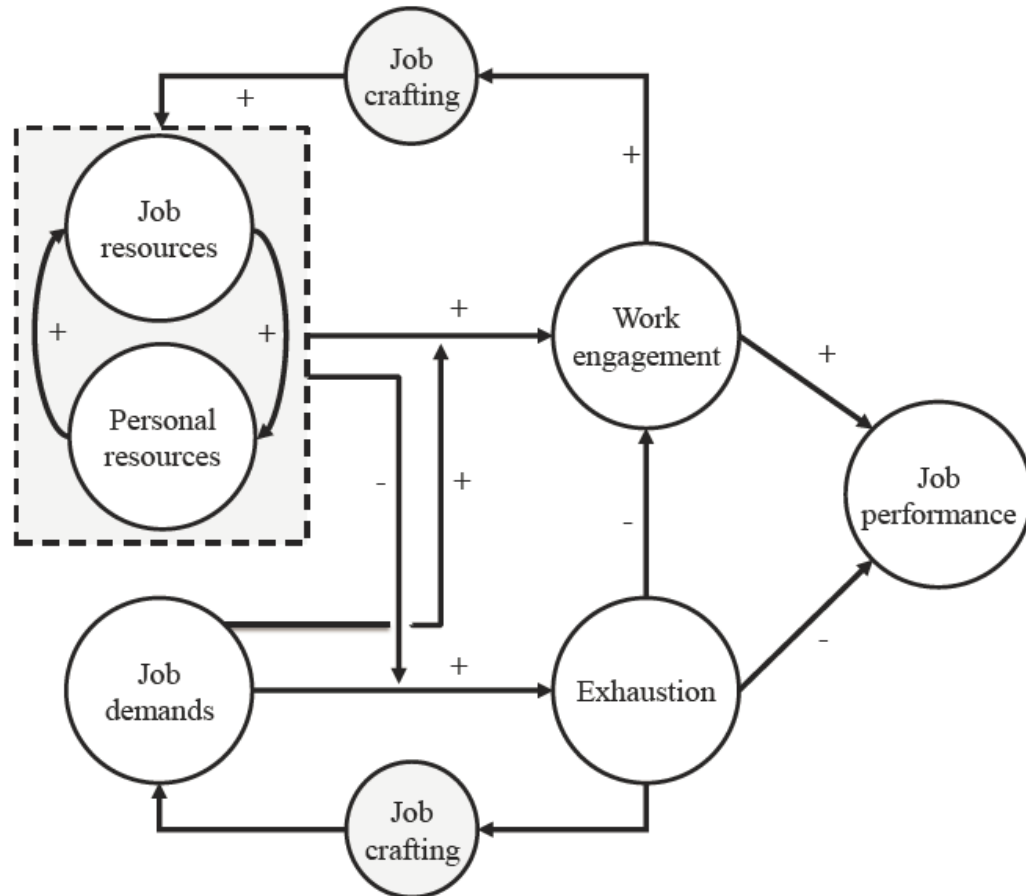 Job
crafting
+
+
Job
resources
+
+
+
Work
engagement
+
Personal
resources
-
+
Job
performance
-
Job
demands
+
Exhaustion
-
Job
crafting